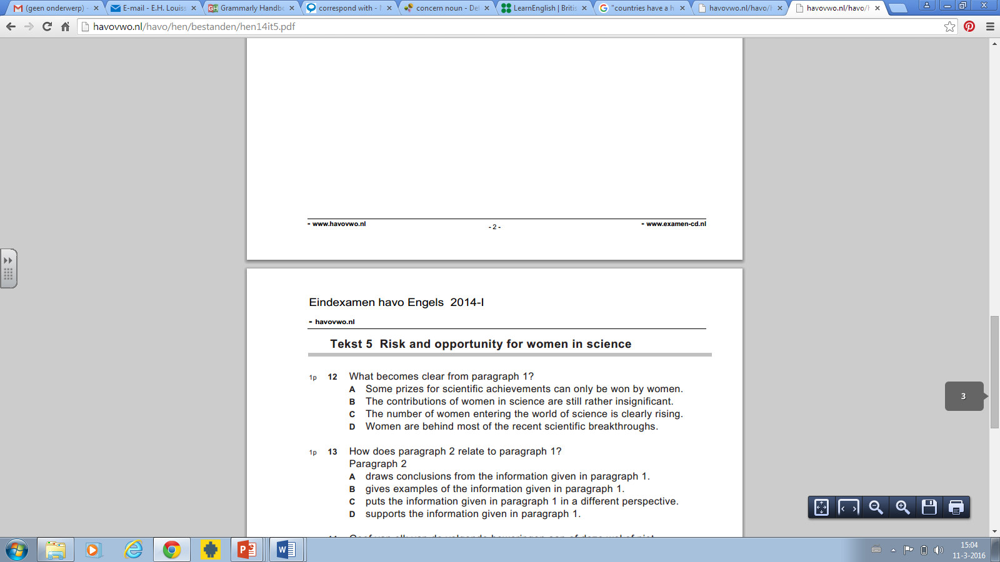 (geen onderwerp) -
E-mail - E.H. Louiss
Grammarly Handbo
correspond with -
concern noun - De
LearnEnglish | Briti
"countries have a h
havovwo.nl/havo/
havovwo.nl/havo/
havovwo.nl/havo/hen/bestanden/hen14it5.pdf
- www.havovwo.nl
- 2 -
- www.examen-cd.nl
Eindexamen havo Engels 2014-I
- havovwo.nl
Tekst 5 Risk and opportunity for women in science
1p 12 What becomes clear from paragraph 1?
A Some prizes for scientific achievements can only be won by women.
B The contributions of women in science are still rather insignificant.
C The number of women entering the world of science is clearly rising.
D Women are behind most of the recent scientific breakthroughs.
3
1p 13 How does paragraph 2 relate to paragraph 1?
Paragraph 2
A draws conclusions from the information given in paragraph 1.
B gives examples of the information given in paragraph 1.
C puts the information given in paragraph 1 in a different perspective.
D supports the information given in paragraph 1.
15:04
11-3-2016